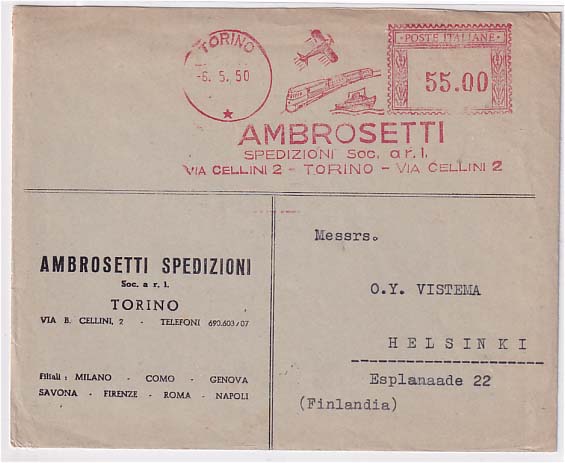 TORINO
-6. 5. 50
POSTE ITALIANE
55.00
AMBROSETTI
SPEDIZIONI Soc. a r. l.
VIA CELLINI 2 - TORINO - VIA CELLINI 2
AMBROSETTI SPEDIZIONI
Soc. a r. l.
TORINO
VIA B. CELLINI, 2 - TELEFONI 690.603/07
Filiali : MILANO - COMO - GENOVA
SAVONA - FIRENZE - ROMA - NAPOLI
Messrs.
O.Y. VISTEMA
HELSINKI
Esplanaade 22
(Finlandia)